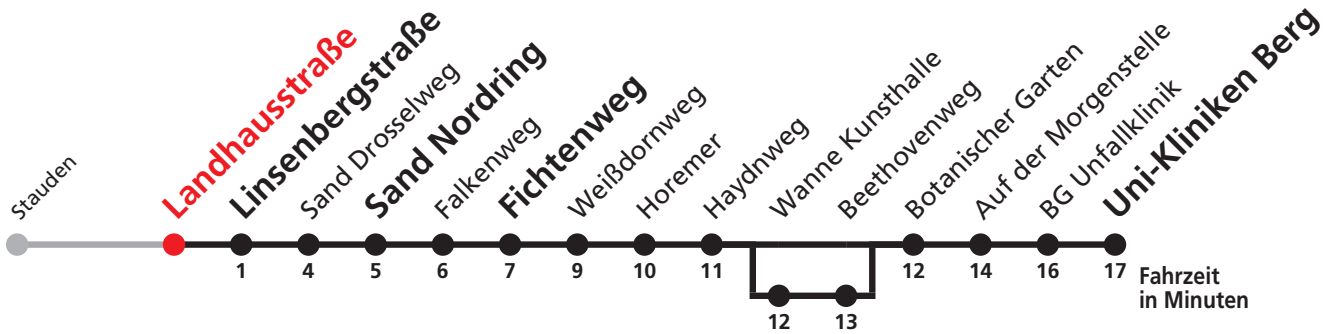 Stauden
Landhausstraße
Linsenbergstraße
Sand Drosselweg
Sand Nordring
Falkenweg
Fichtenweg
Weißdornweg
Horemer
Haydnweg
Wanne Kunsthalle
Beethovenweg
Botanischer Garten
Auf der Morgenstelle
BG Unfallklinik
Uni-Kliniken Berg
1 4 5 6 7 9 10 11 12 14 16 17
Fahrzeit
in Minuten
12 13